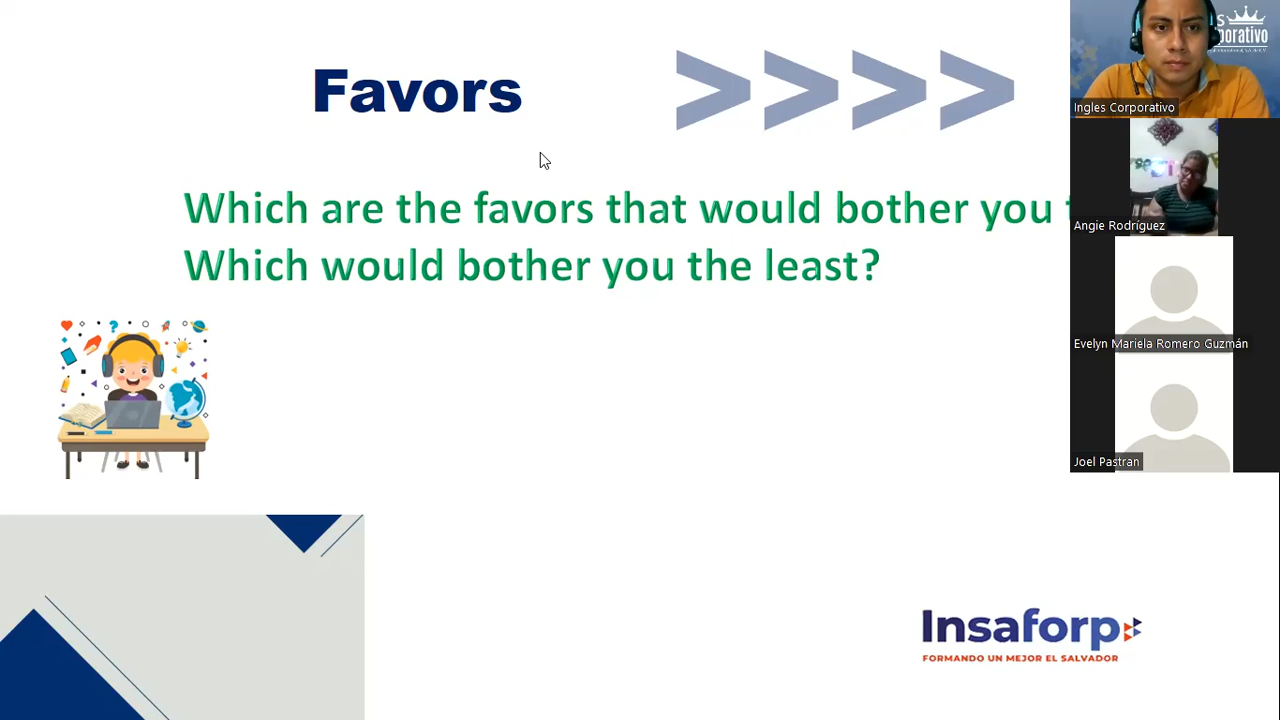 Favors
Which are the favors that would bother you
Which would bother you the least?
Insaforp
FORMANDO UN MEJOR EL SALVADOR
Ingles Corporativo
Angie Rodríguez
Evelyn Mariela Romero Guzmán
Joel Pastran